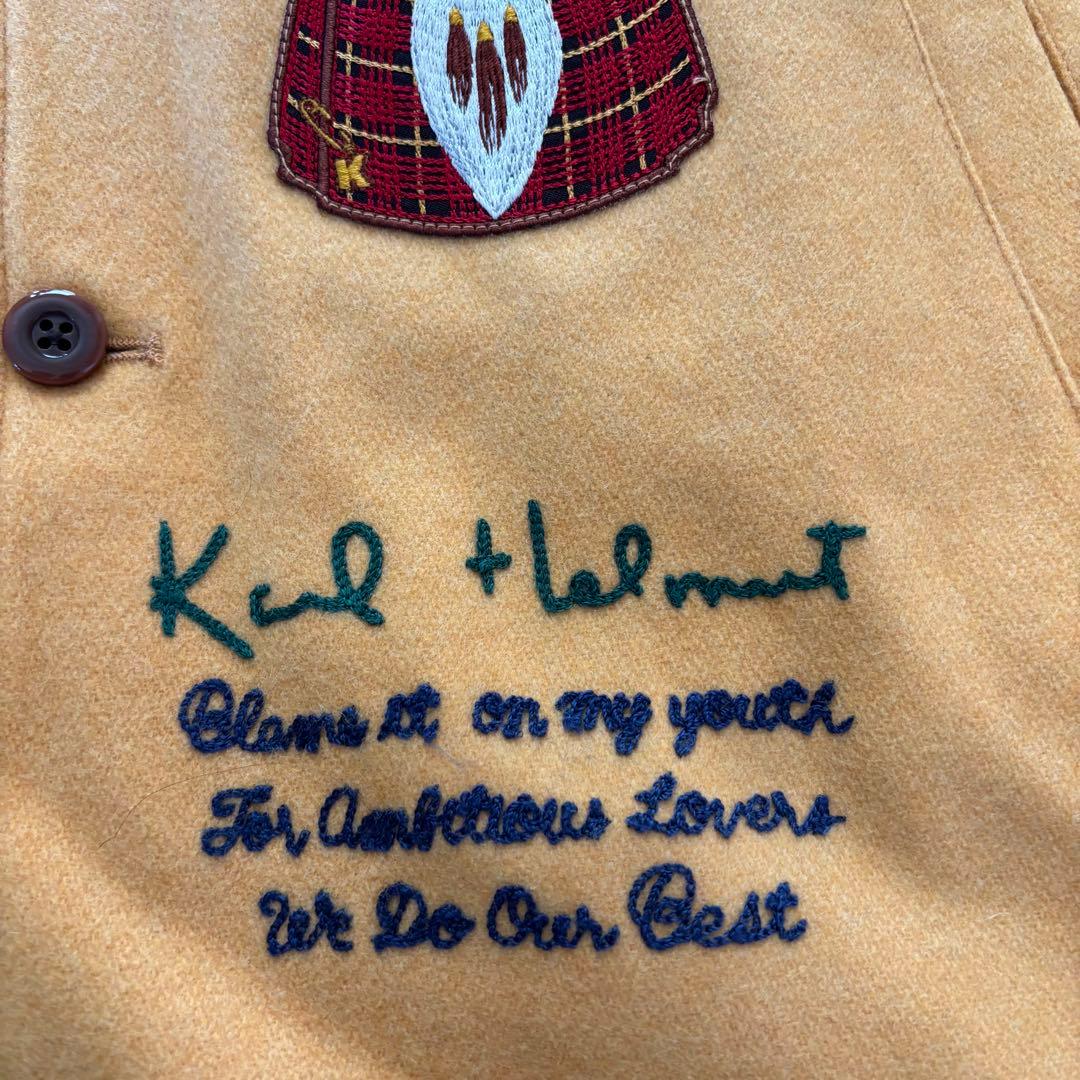 K
Karl Helmut
Blame it on my youth
For Ambitious Lovers
We Do Our Best